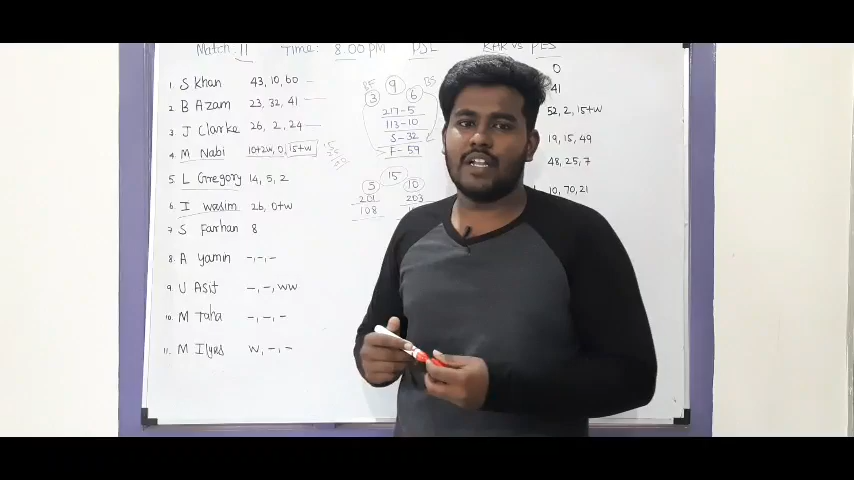 Match: 11 Time: 8.00PM PSL KAR vs PES
1. S Khan 43, 10, 60
2. B Azam 23, 32, 41
3. J Clarke 26, 2, 24
4. M Nabi 10+2W, 0, 15+W
5. L Gregory 14, 5, 2
6. I wasim 26, 0+W
7. S Farhan 8
8. A Yamin -, -, -
9. U Asif -, -, WW
10. M Taha -, -, -
11. M Ilyas W, -, -
BF 9 BS
3 6
217-5
113-10
S-32
F-59
15
5 10
201 203
108
0
41
52, 2, 15+W
19, 15, 49
48, 25, 7
10, 70, 21